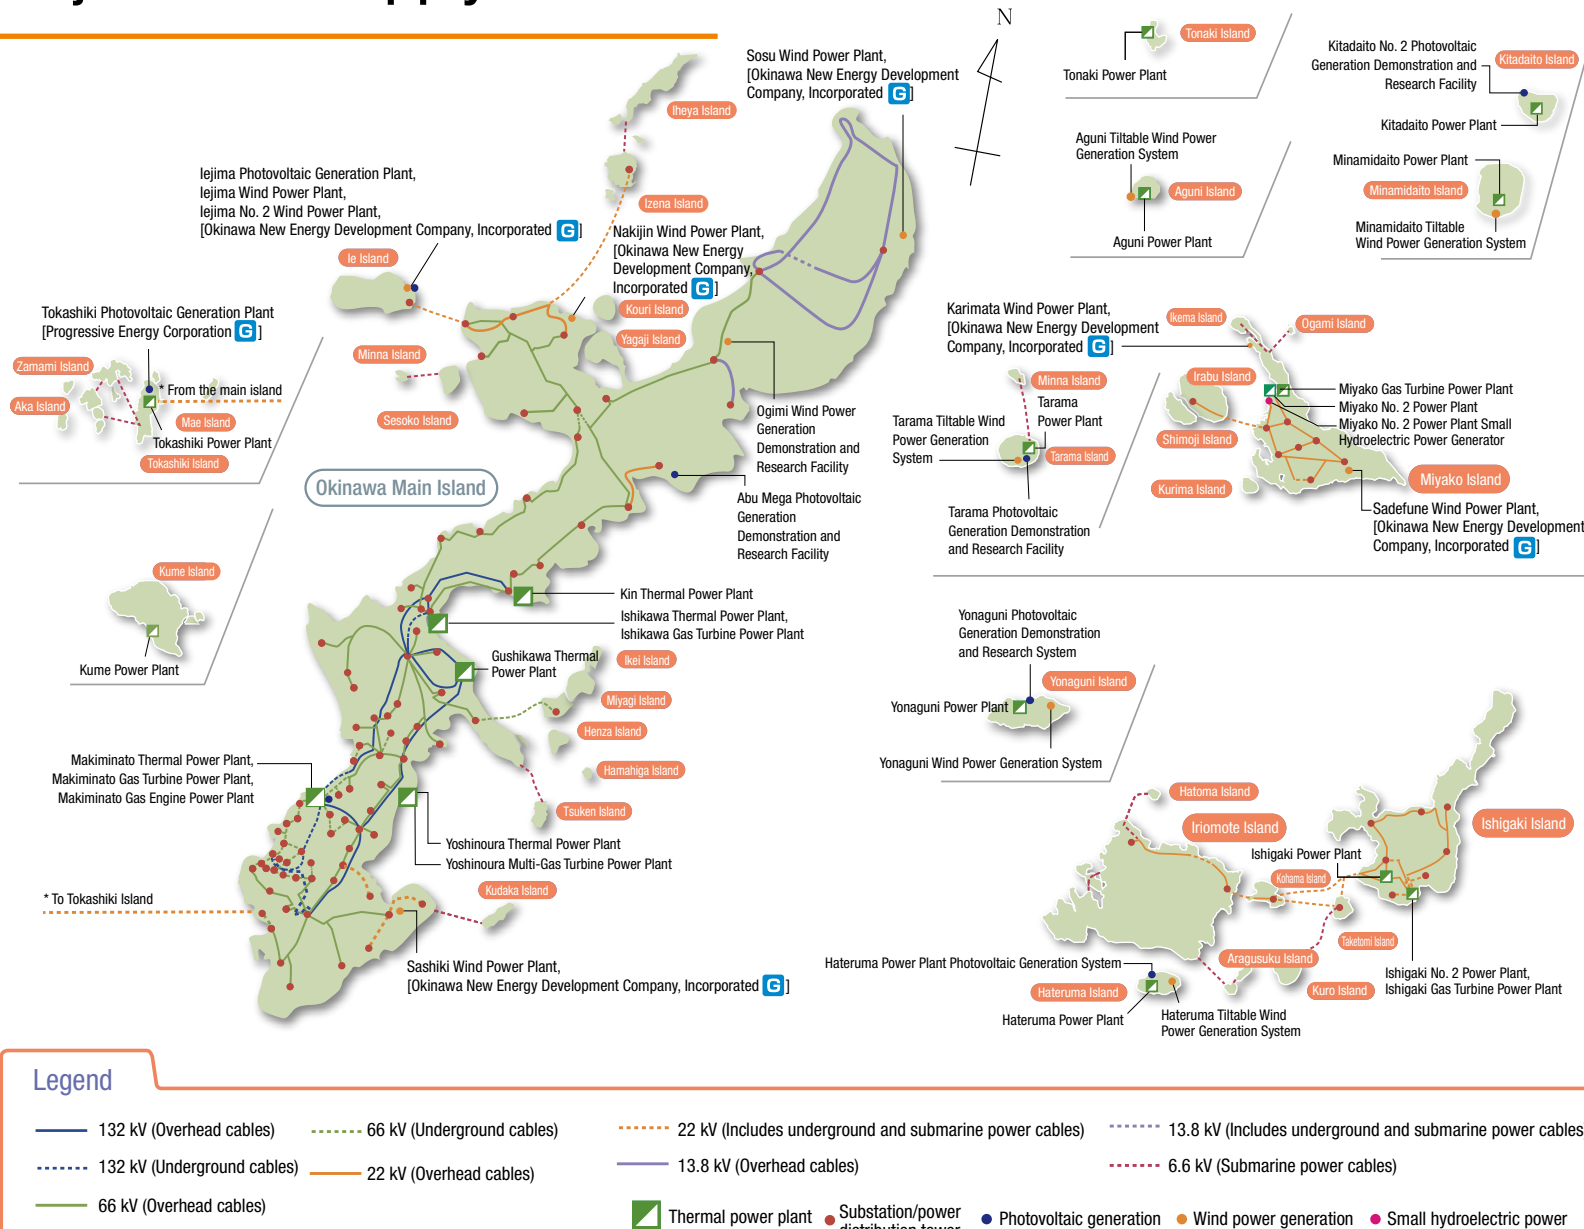 N
Tonaki Island
Tonaki Power Plant
Kitadaito No. 2 Photovoltaic
Generation Demonstration and
Research Facility
Kitadaito Island
Kitadaito Power Plant
Sosu Wind Power Plant,
[Okinawa New Energy Development
Company, Incorporated G]
Iheya Island
Aguni Tiltable Wind Power
Generation System
Aguni Island
Aguni Power Plant
Minamidaito Power Plant
Minamidaito Island
Minamidaito Tiltable
Wind Power Generation System
Iejima Photovoltaic Generation Plant,
Iejima Wind Power Plant,
Iejima No. 2 Wind Power Plant,
[Okinawa New Energy Development Company, Incorporated G]
Ie Island
Izena Island
Nakijin Wind Power Plant,
[Okinawa New Energy
Development Company,
Incorporated G]
Kouri Island
Yagaji Island
Tokashiki Photovoltaic Generation Plant
[Progressive Energy Corporation G]
Zamami Island
* From the main island
Aka Island
Mae Island
Tokashiki Power Plant
Tokashiki Island
Minna Island
Sesoko Island
Okinawa Main Island
Ogimi Wind Power
Generation
Demonstration and
Research Facility
Abu Mega Photovoltaic
Generation
Demonstration and
Research Facility
Karimata Wind Power Plant,
[Okinawa New Energy Development
Company, Incorporated G]
Ikema Island
Ogami Island
Minna Island
Tarama
Power Plant
Tarama Tiltable Wind
Power Generation
System
Tarama Island
Tarama Photovoltaic
Generation Demonstration
and Research Facility
Irabu Island
Shimoji Island
Kurima Island
Miyako Gas Turbine Power Plant
Miyako No. 2 Power Plant
Miyako No. 2 Power Plant Small
Hydroelectric Power Generator
Miyako Island
Sadefune Wind Power Plant,
[Okinawa New Energy Development
Company, Incorporated G]
Kume Island
Kume Power Plant
Kin Thermal Power Plant
Ishikawa Thermal Power Plant,
Ishikawa Gas Turbine Power Plant
Gushikawa Thermal
Power Plant
Ikei Island
Miyagi Island
Henza Island
Hamahiga Island
Tsuken Island
Makiminato Thermal Power Plant,
Makiminato Gas Turbine Power Plant,
Makiminato Gas Engine Power Plant
Yoshinoura Thermal Power Plant
Yoshinoura Multi-Gas Turbine Power Plant
Kudaka Island
* To Tokashiki Island
Sashiki Wind Power Plant,
[Okinawa New Energy Development Company, Incorporated G]
Yonaguni Photovoltaic
Generation Demonstration
and Research System
Yonaguni Island
Yonaguni Power Plant
Yonaguni Wind Power Generation System
Hatoma Island
Iriomote Island
Ishigaki Island
Ishigaki Power Plant
Kohama Island
Taketomi Island
Aragusuku Island
Kuro Island
Ishigaki No. 2 Power Plant,
Ishigaki Gas Turbine Power Plant
Hateruma Power Plant Photovoltaic Generation System
Hateruma Island
Hateruma Power Plant
Hateruma Tiltable Wind
Power Generation System
Legend
132 kV (Overhead cables)
66 kV (Underground cables)
22 kV (Includes underground and submarine power cables)
13.8 kV (Includes underground and submarine power cables
132 kV (Underground cables)
22 kV (Overhead cables)
13.8 kV (Overhead cables)
6.6 kV (Submarine power cables)
66 kV (Overhead cables)
Thermal power plant
Substation/power
distribution tower
Photovoltaic generation
Wind power generation
Small hydroelectric power